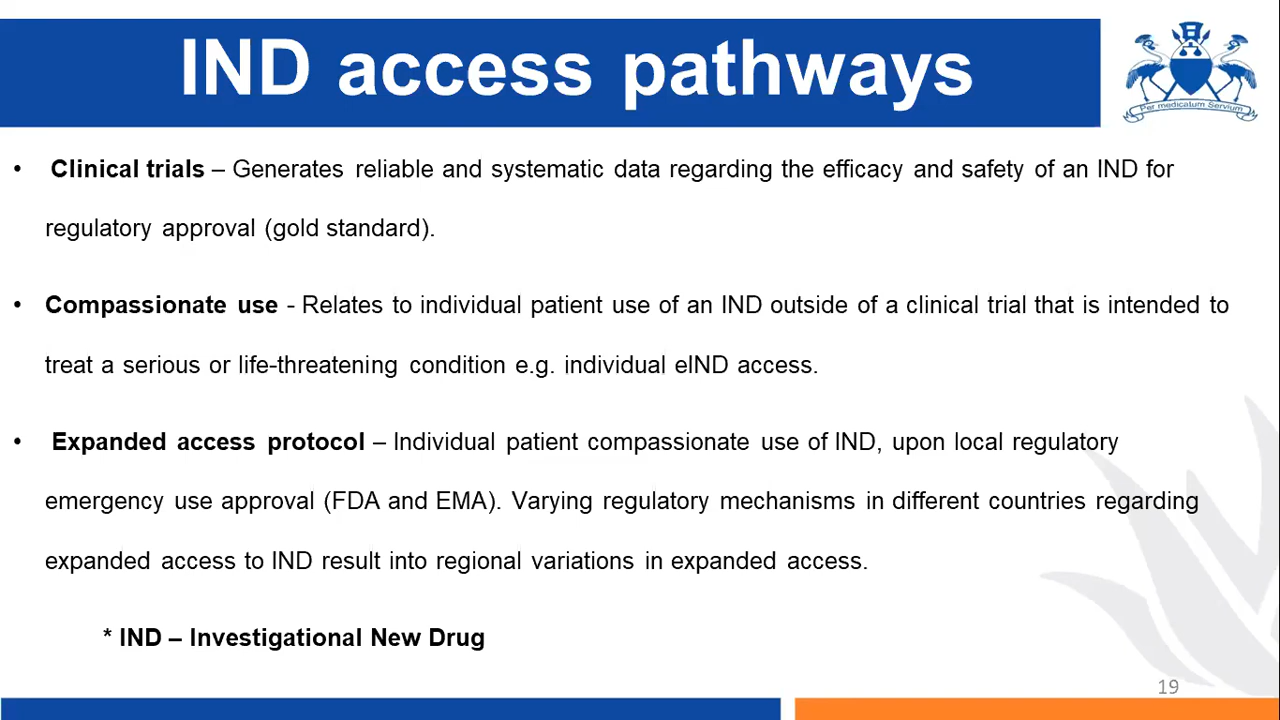 IND access pathways
Per medicatum Servium
• Clinical trials – Generates reliable and systematic data regarding the efficacy and safety of an IND for
regulatory approval (gold standard).
• Compassionate use - Relates to individual patient use of an IND outside of a clinical trial that is intended to
treat a serious or life-threatening condition e.g. individual eIND access.
• Expanded access protocol – Individual patient compassionate use of IND, upon local regulatory
emergency use approval (FDA and EMA). Varying regulatory mechanisms in different countries regarding
expanded access to IND result into regional variations in expanded access.
* IND – Investigational New Drug
19